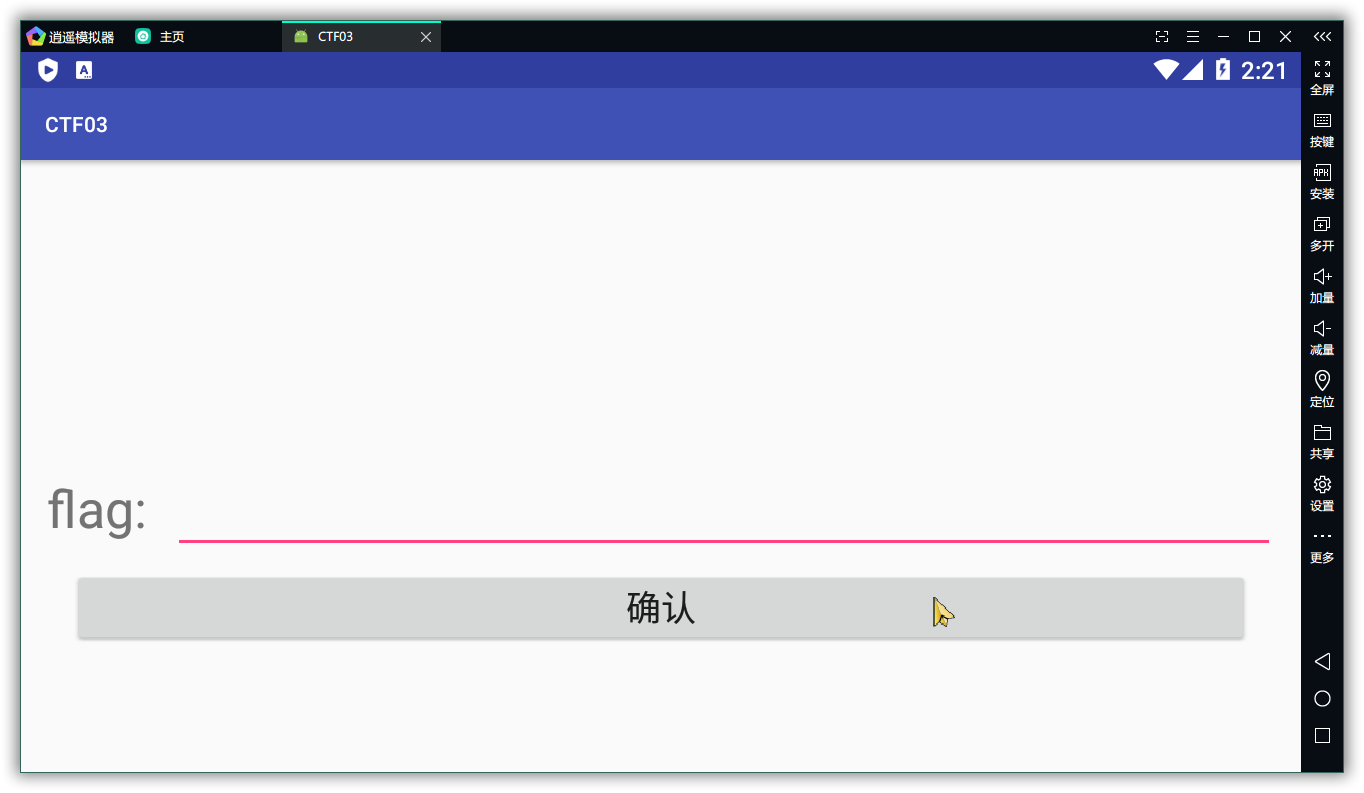 逍遥模拟器 主页 CTF03
2:21
CTF03
flag:
确认
全屏
按键
APK
安装
多开
加量
减量
定位
共享
设置
更多